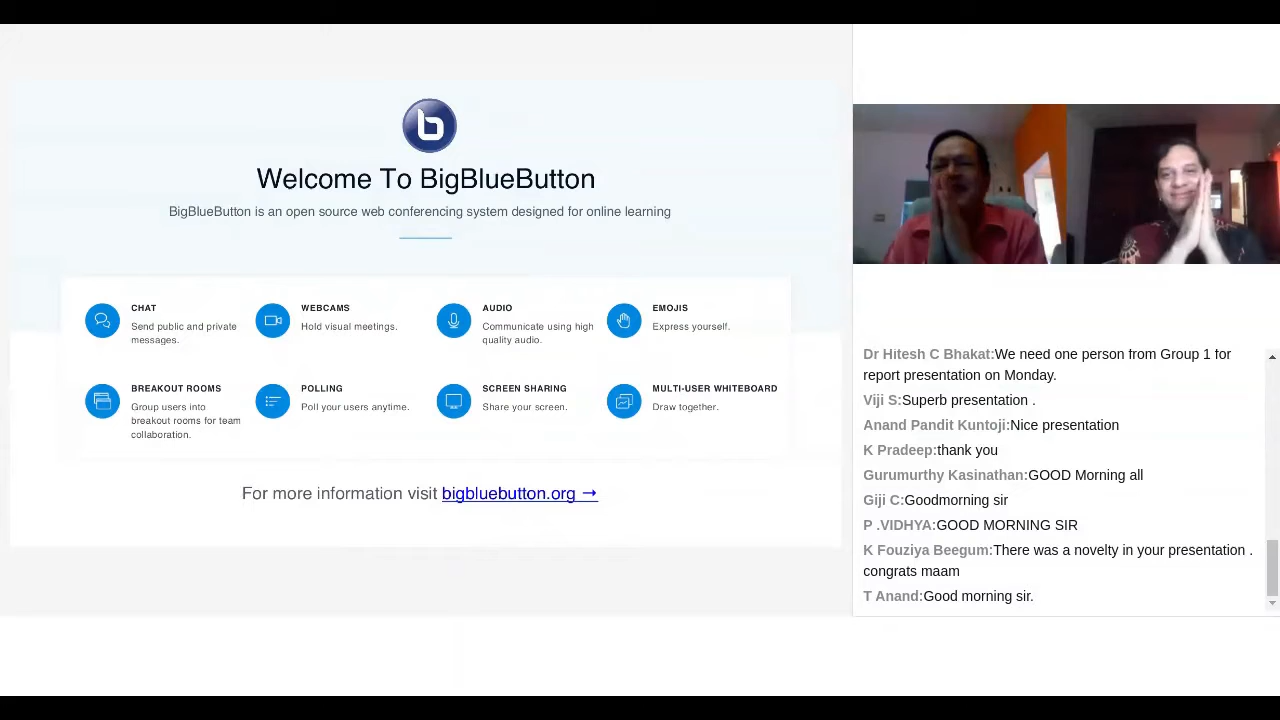 Welcome To BigBlueButton
BigBlueButton is an open source web conferencing system designed for online learning
CHAT
Send public and private
messages.
WEBCAMS
Hold visual meetings.
AUDIO
Communicate using high
quality audio.
EMOJIS
Express yourself.
BREAKOUT ROOMS
Group users into
breakout rooms for team
collaboration.
POLLING
Poll your users anytime.
SCREEN SHARING
Share your screen.
MULTI-USER WHITEBOARD
Draw together.
For more information visit bigbluebutton.org →
Dr Hitesh C Bhakat:We need one person from Group 1 for
report presentation on Monday.
Viji S:Superb presentation .
Anand Pandit Kuntoji:Nice presentation
K Pradeep:thank you
Gurumurthy Kasinathan:GOOD Morning all
Giji C:Goodmorning sir
P .VIDHYA:GOOD MORNING SIR
K Fouziya Beegum:There was a novelty in your presentation .
congrats maam
T Anand:Good morning sir.